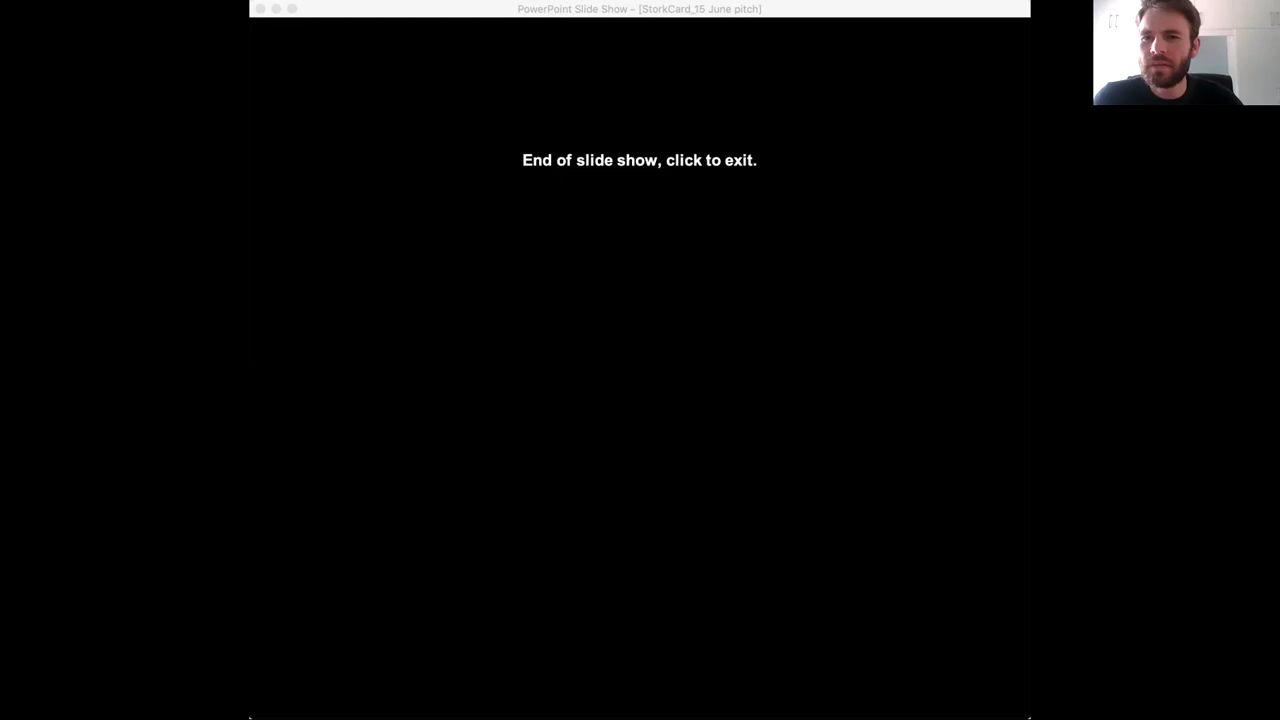 PowerPoint Slide Show – [StorkCard_15 June pitch]
End of slide show, click to exit.